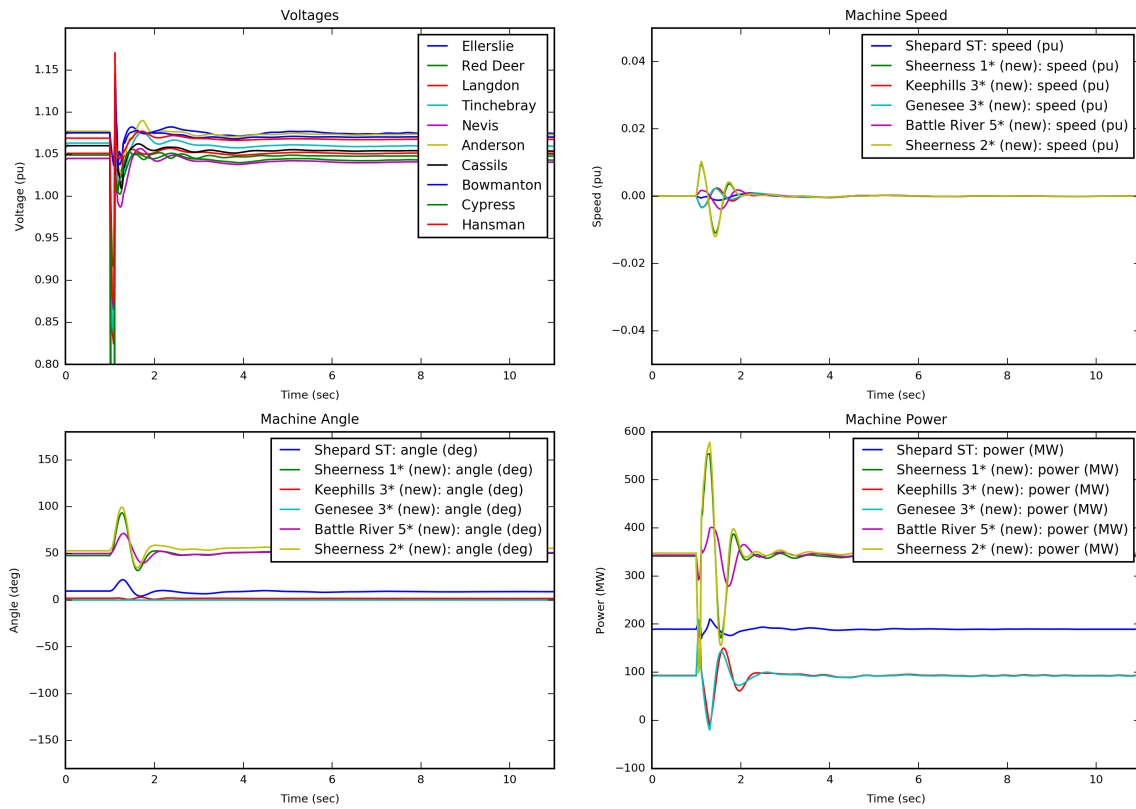 Voltages
Voltage (pu)
1.15
1.10
1.05
1.00
0.95
0.90
0.85
0.80
0 2 4 6 8 10
Time (sec)
Ellerslie
Red Deer
Langdon
Tinchebray
Nevis
Anderson
Cassils
Bowmanton
Cypress
Hansman
Machine Speed
Speed (pu)
0.04
0.02
0.00
−0.02
−0.04
0 2 4 6 8 10
Time (sec)
Shepard ST: speed (pu)
Sheerness 1* (new): speed (pu)
Keephills 3* (new): speed (pu)
Genesee 3* (new): speed (pu)
Battle River 5* (new): speed (pu)
Sheerness 2* (new): speed (pu)
Machine Angle
Angle (deg)
150
100
50
0
−50
−100
−150
0 2 4 6 8 10
Time (sec)
Shepard ST: angle (deg)
Sheerness 1* (new): angle (deg)
Keephills 3* (new): angle (deg)
Genesee 3* (new): angle (deg)
Battle River 5* (new): angle (deg)
Sheerness 2* (new): angle (deg)
Machine Power
Power (MW)
600
500
400
300
200
100
0
−100
0 2 4 6 8 10
Time (sec)
Shepard ST: power (MW)
Sheerness 1* (new): power (MW)
Keephills 3* (new): power (MW)
Genesee 3* (new): power (MW)
Battle River 5* (new): power (MW)
Sheerness 2* (new): power (MW)